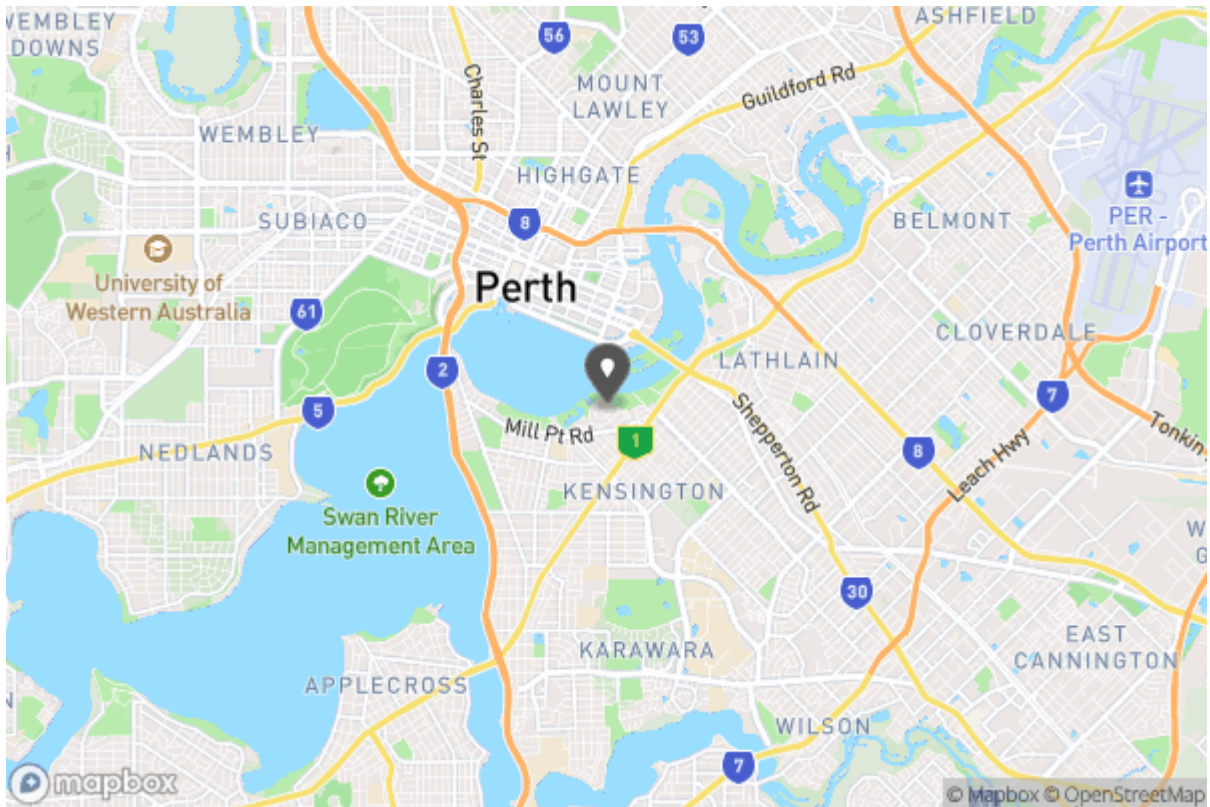 WEMBLEY
DOWNS
56
53
ASHFIELD
MOUNT
LAWLEY
Guildford Rd
Charles St
WEMBLEY
HIGHGATE
SUBIACO
8
BELMONT
PER -
Perth Airport
University of
Western Australia
61
Perth
CLOVERDALE
LATHLAIN
2
7
5
Mill Pt Rd
1
Shepperton Rd
Leach Hwy
Tonkin
NEDLANDS
8
KENSINGTON
Swan River
Management Area
30
KARAWARA
EAST
CANNINGTON
APPLECROSS
WILSON
7
mapbox
© Mapbox © OpenStreetMap